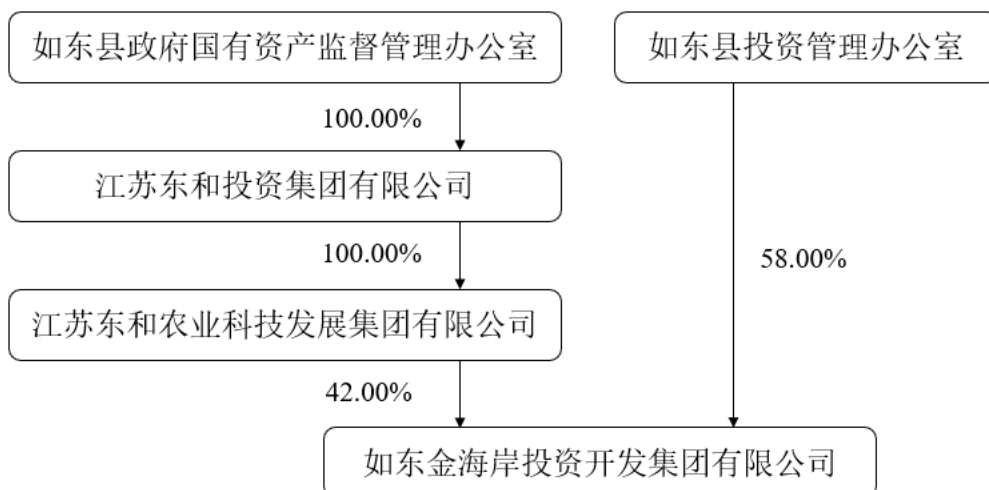 如东县政府国有资产监督管理办公室
如东县投资管理办公室
100.00%
江苏东和投资集团有限公司
100.00%
58.00%
江苏东和农业科技发展集团有限公司
42.00%
如东金海岸投资开发集团有限公司